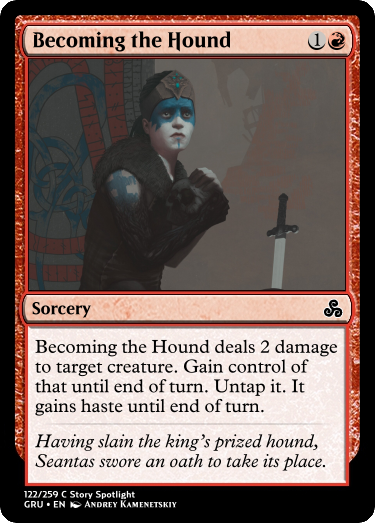 Becoming the Hound 1
Sorcery
Becoming the Hound deals 2 damage
to target creature. Gain control of
that until end of turn. Untap it. It
gains haste until end of turn.
Having slain the king's prized hound,
Seantas swore an oath to take its place.
122/259 C Story Spotlight
GRU • EN Andrey Kamenetskiy